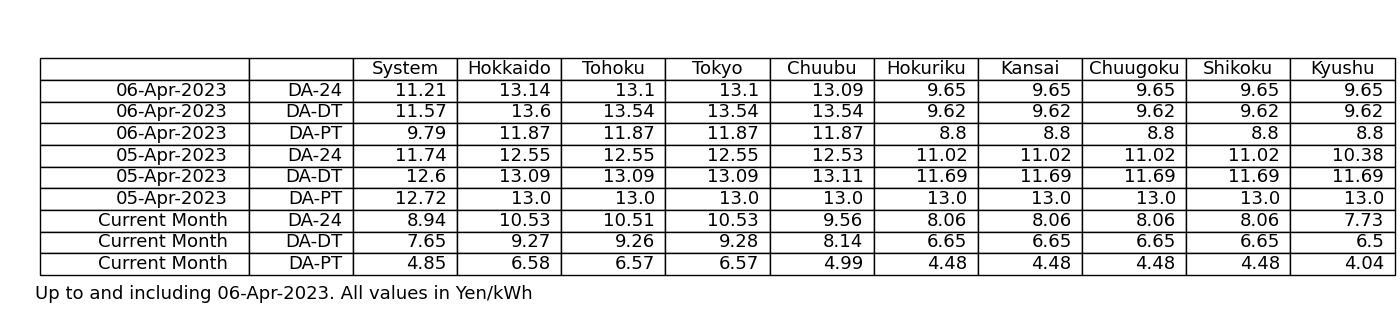 System Hokkaido Tohoku Tokyo Chuubu Hokuriku Kansai Chuugoku Shikoku Kyushu
06-Apr-2023 DA-24 11.21 13.14 13.1 13.1 13.09 9.65 9.65 9.65 9.65 9.65
06-Apr-2023 DA-DT 11.57 13.6 13.54 13.54 13.54 9.62 9.62 9.62 9.62 9.62
06-Apr-2023 DA-PT 9.79 11.87 11.87 11.87 11.87 8.8 8.8 8.8 8.8 8.8
05-Apr-2023 DA-24 11.74 12.55 12.55 12.55 12.53 11.02 11.02 11.02 11.02 10.38
05-Apr-2023 DA-DT 12.6 13.09 13.09 13.09 13.11 11.69 11.69 11.69 11.69 11.69
05-Apr-2023 DA-PT 12.72 13.0 13.0 13.0 13.0 13.0 13.0 13.0 13.0 13.0
Current Month DA-24 8.94 10.53 10.51 10.53 9.56 8.06 8.06 8.06 8.06 7.73
Current Month DA-DT 7.65 9.27 9.26 9.28 8.14 6.65 6.65 6.65 6.65 6.5
Current Month DA-PT 4.85 6.58 6.57 6.57 4.99 4.48 4.48 4.48 4.48 4.04
Up to and including 06-Apr-2023. All values in Yen/kWh